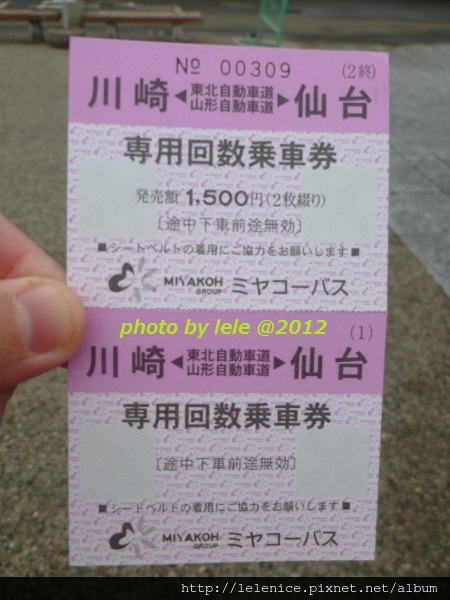 № 00309 (2終)
川崎◀東北自動車道 山形自動車道▶仙台
専用回数乗車券
発売額 1,500円(2枚綴り)
〔途中下車前途無効〕
■シートベルトの着用にご協力をお願いします■
MIYAKOH GROUP ミヤコーバス
photo by lele @2012
(1)
川崎◀東北自動車道 山形自動車道▶仙台
専用回数乗車券
〔途中下車前途無効〕
■シートベルトの着用にご協力をお願いします■
MIYAKOH GROUP ミヤコーバス
http://lelenice.pixnet.net/album